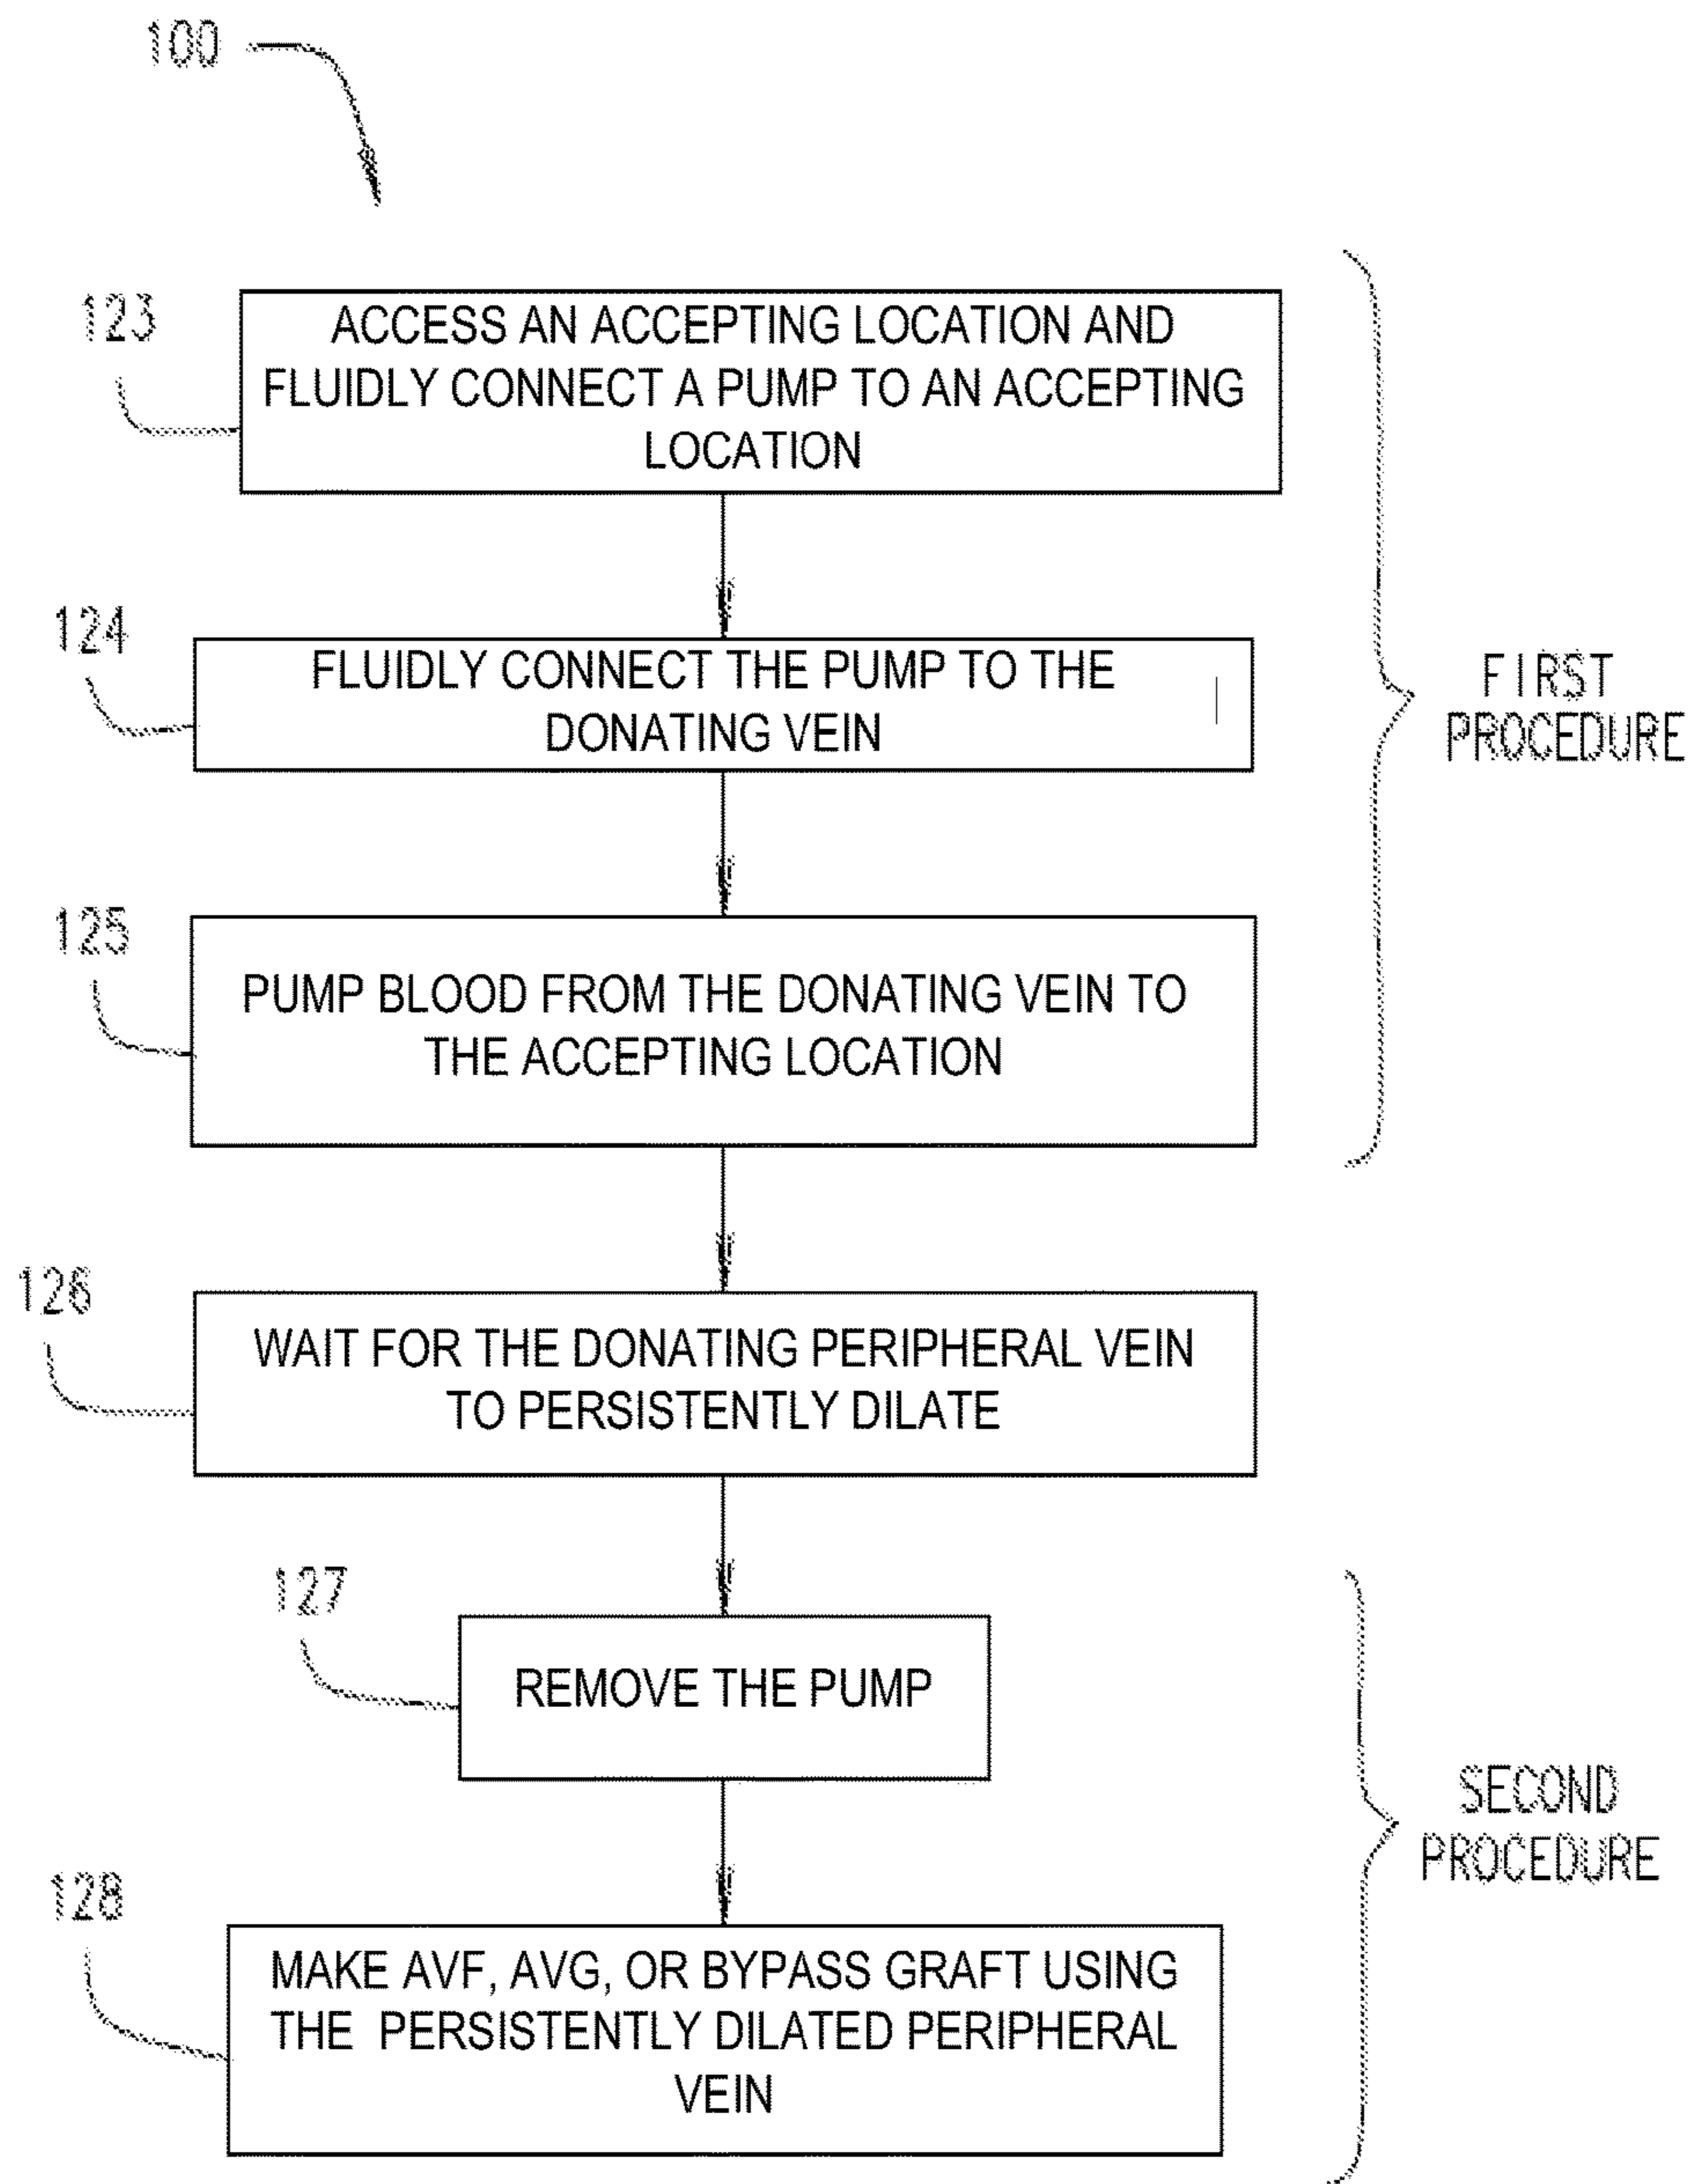 100
123
ACCESS AN ACCEPTING LOCATION AND
FLUIDLY CONNECT A PUMP TO AN ACCEPTING
LOCATION
124
FLUIDLY CONNECT THE PUMP TO THE
DONATING VEIN
FIRST
PROCEDURE
125
PUMP BLOOD FROM THE DONATING VEIN TO
THE ACCEPTING LOCATION
126
WAIT FOR THE DONATING PERIPHERAL VEIN
TO PERSISTENTLY DILATE
127
REMOVE THE PUMP
SECOND
PROCEDURE
128
MAKE AVF, AVG, OR BYPASS GRAFT USING
THE PERSISTENTLY DILATED PERIPHERAL
VEIN